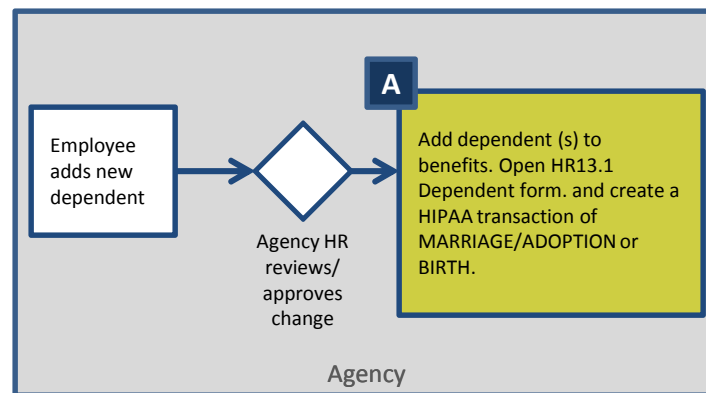 A
Employee
adds new
dependent
Add dependent (s) to
benefits. Open HR13.1
Dependent form. and create a
HIPAA transaction of
MARRIAGE/ADOPTION or
BIRTH.
Agency HR
reviews/
approves
change
Agency